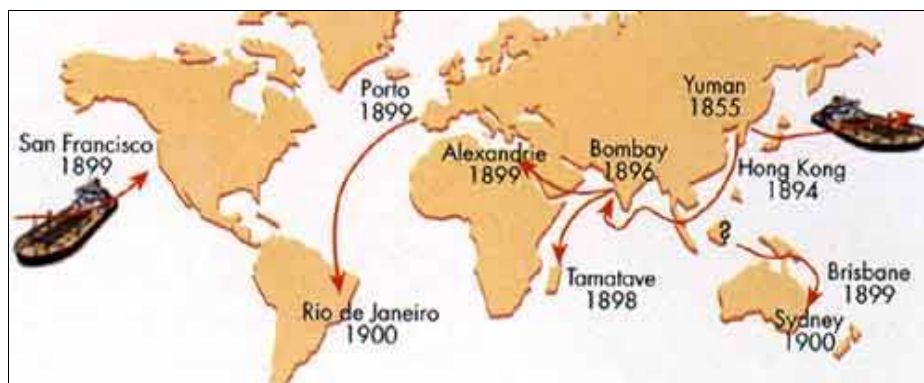 Porto
1899
Yuman
1855
San Francisco
1899
Alexandrie
1899
Bombay
1896
Hong Kong
1894
?
Tamatave
1898
Brisbane
1899
Rio de Janeiro
1900
Sydney
1900